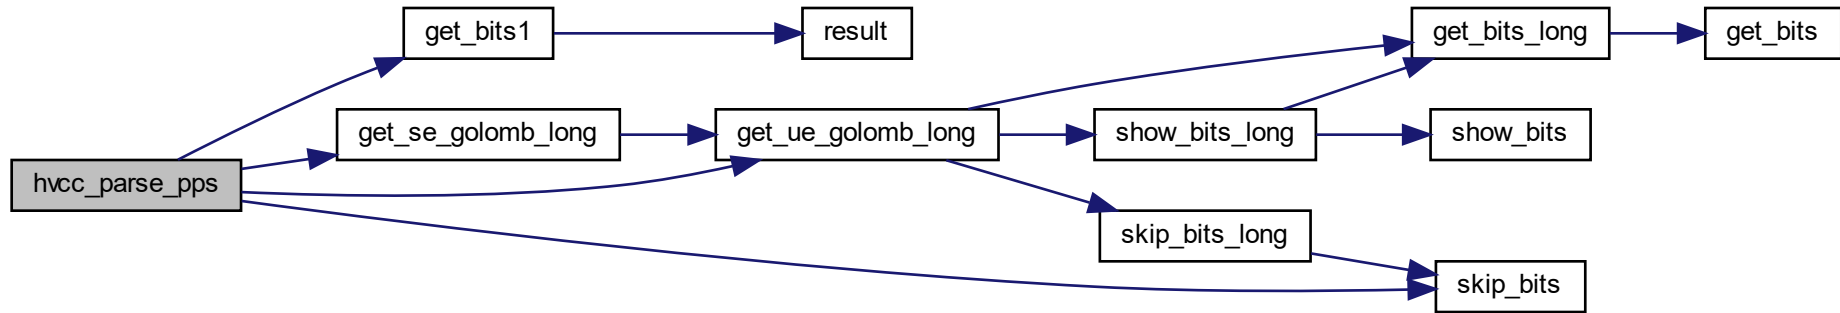 get_bits1
result
get_bits_long
get_bits
get_se_golomb_long
get_ue_golomb_long
show_bits_long
show_bits
hvcc_parse_pps
skip_bits_long
skip_bits